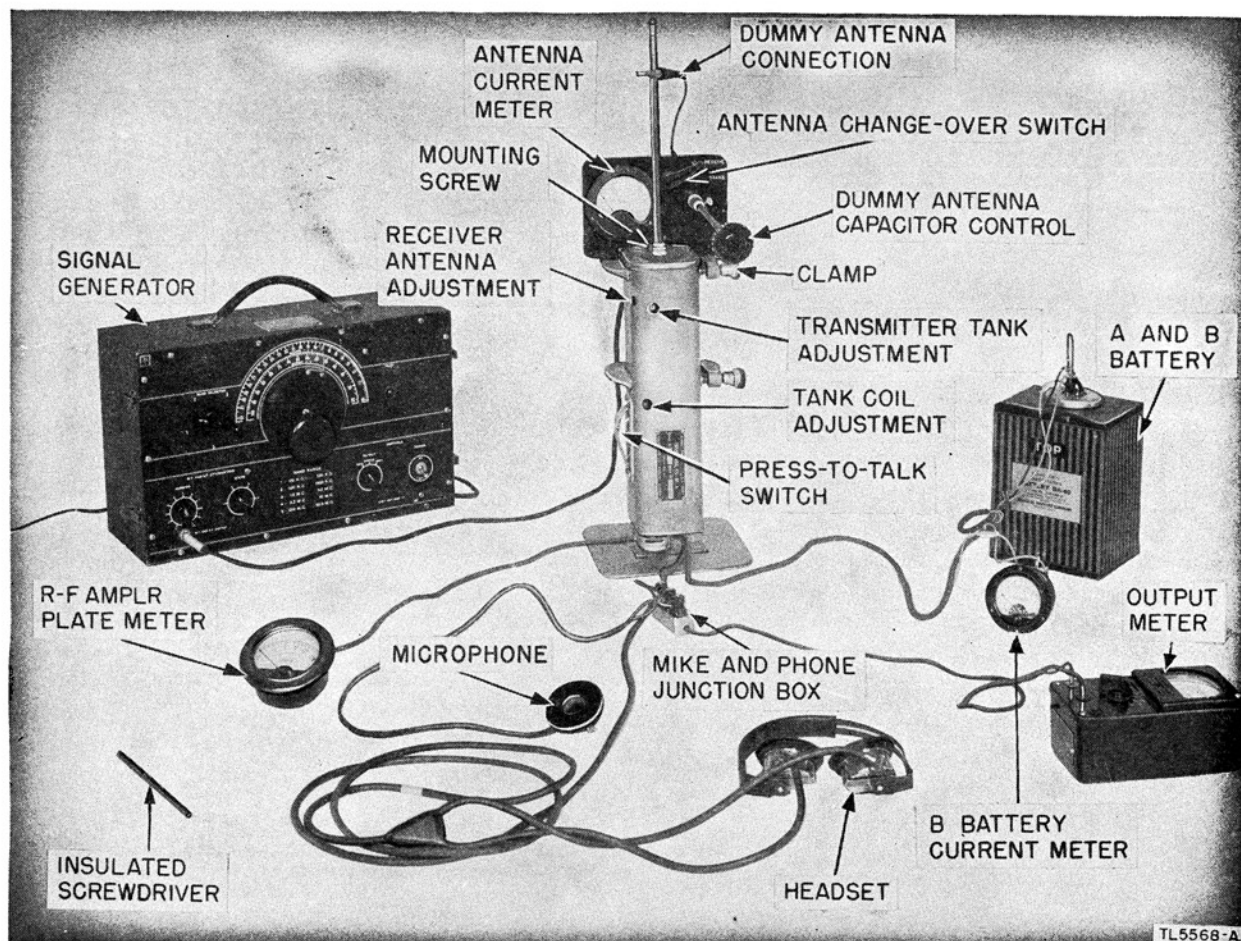 DUMMY ANTENNA
CONNECTION
ANTENNA
CURRENT
METER
ANTENNA CHANGE-OVER SWITCH
MOUNTING
SCREW
DUMMY ANTENNA
CAPACITOR CONTROL
RECEIVER
ANTENNA
ADJUSTMENT
SIGNAL
GENERATOR
CLAMP
TRANSMITTER TANK
ADJUSTMENT
A AND B
BATTERY
TANK COIL
ADJUSTMENT
PRESS-TO-TALK
SWITCH
R-F AMPLR
PLATE METER
MICROPHONE
MIKE AND PHONE
JUNCTION BOX
OUTPUT
METER
INSULATED
SCREWDRIVER
HEADSET
B BATTERY
CURRENT METER
TL5568-A